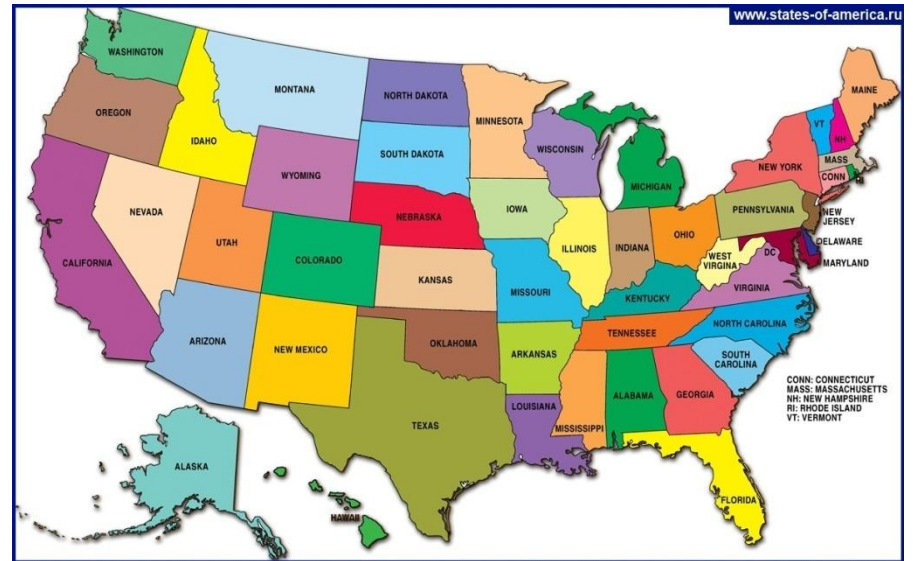 www.states-of-america.ru
WASHINGTON
MONTANA
NORTH DAKOTA
MINNESOTA
MAINE
OREGON
IDAHO
SOUTH DAKOTA
WISCONSIN
VT
NH
WYOMING
MICHIGAN
NEW YORK
MASS
CONN
RI
NEVADA
NEBRASKA
IOWA
PENNSYLVANIA
NEW
JERSEY
UTAH
ILLINOIS
INDIANA
OHIO
DELAWARE
CALIFORNIA
COLORADO
KANSAS
MISSOURI
WEST
VIRGINA
DC
MARYLAND
KENTUCKY
VIRGINIA
ARIZONA
NEW MEXICO
OKLAHOMA
ARKANSAS
TENNESSEE
NORTH CAROLINA
SOUTH
CAROLINA
TEXAS
LOUISIANA
MISSISSIPPI
ALABAMA
GEORGIA
CONN: CONNECTICUT
MASS: MASSACHUSETTS
NH: NEW HAMPSHIRE
RI: RHODE ISLAND
VT: VERMONT
ALASKA
HAWAII
FLORIDA